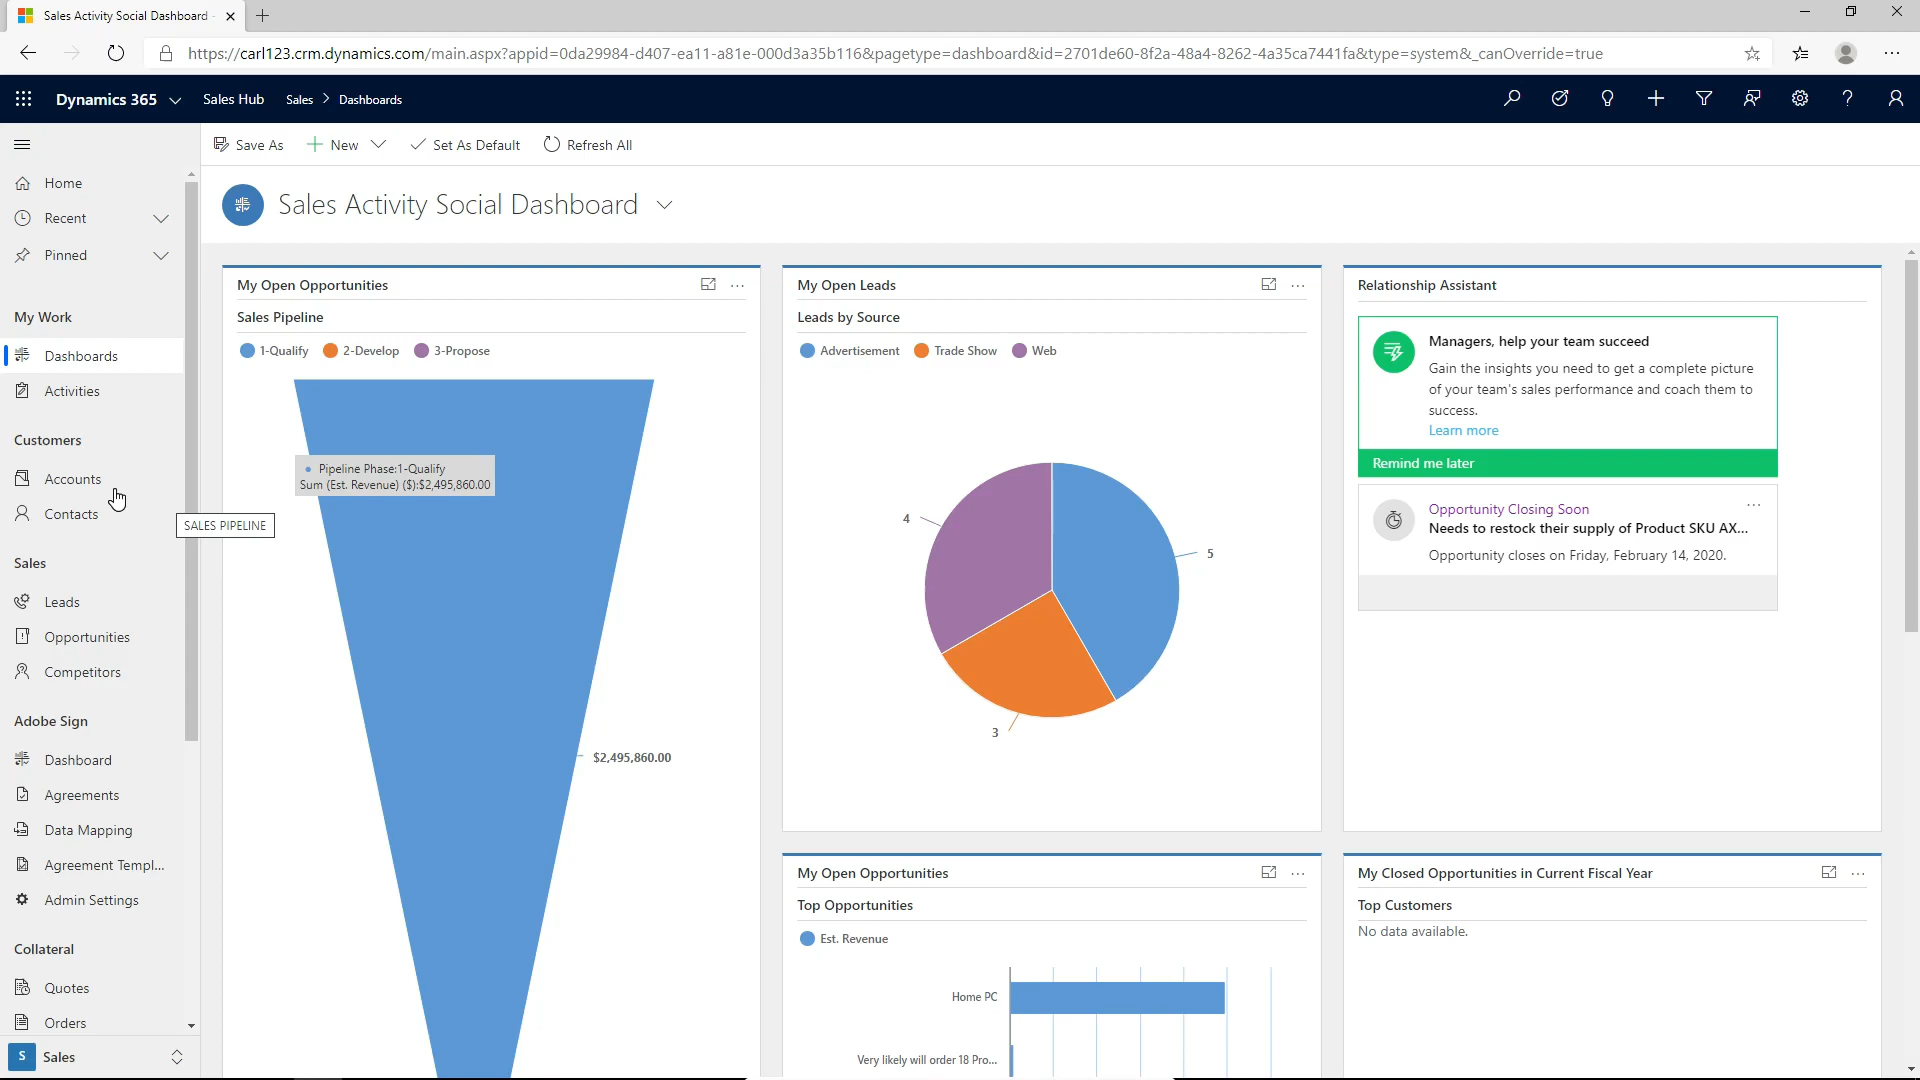 Sales Activity Social Dashboard -
https://carl123.crm.dynamics.com/main.aspx?appid=0da29984-d407-ea11-a81e-000d3a35b116&pagetype=dashboard&id=2701de60-8f2a-48a4-8262-4a35ca7441fa&type=system&_canOverride=true
Dynamics 365 Sales Hub Sales > Dashboards
Save As New Set As Default Refresh All
Sales Activity Social Dashboard
Home
Recent
Pinned
My Work
Dashboards
Activities
Customers
Accounts
Contacts
Sales
Leads
Opportunities
Competitors
Adobe Sign
Dashboard
Agreements
Data Mapping
Agreement Templ...
Admin Settings
Collateral
Quotes
Orders
S Sales
My Open Opportunities
Sales Pipeline
1-Qualify 2-Develop 3-Propose
Pipeline Phase:1-Qualify
Sum (Est. Revenue) ($):$2,495,860.00
SALES PIPELINE
$2,495,860.00
My Open Leads
Leads by Source
Advertisement Trade Show Web
4
5
3
Relationship Assistant
Managers, help your team succeed
Gain the insights you need to get a complete picture
of your team's sales performance and coach them to
success.
Learn more
Remind me later
Opportunity Closing Soon
Needs to restock their supply of Product SKU AX...
Opportunity closes on Friday, February 14, 2020.
My Open Opportunities
Top Opportunities
Est. Revenue
Home PC
Very likely will order 18 Pro...
My Closed Opportunities in Current Fiscal Year
Top Customers
No data available.